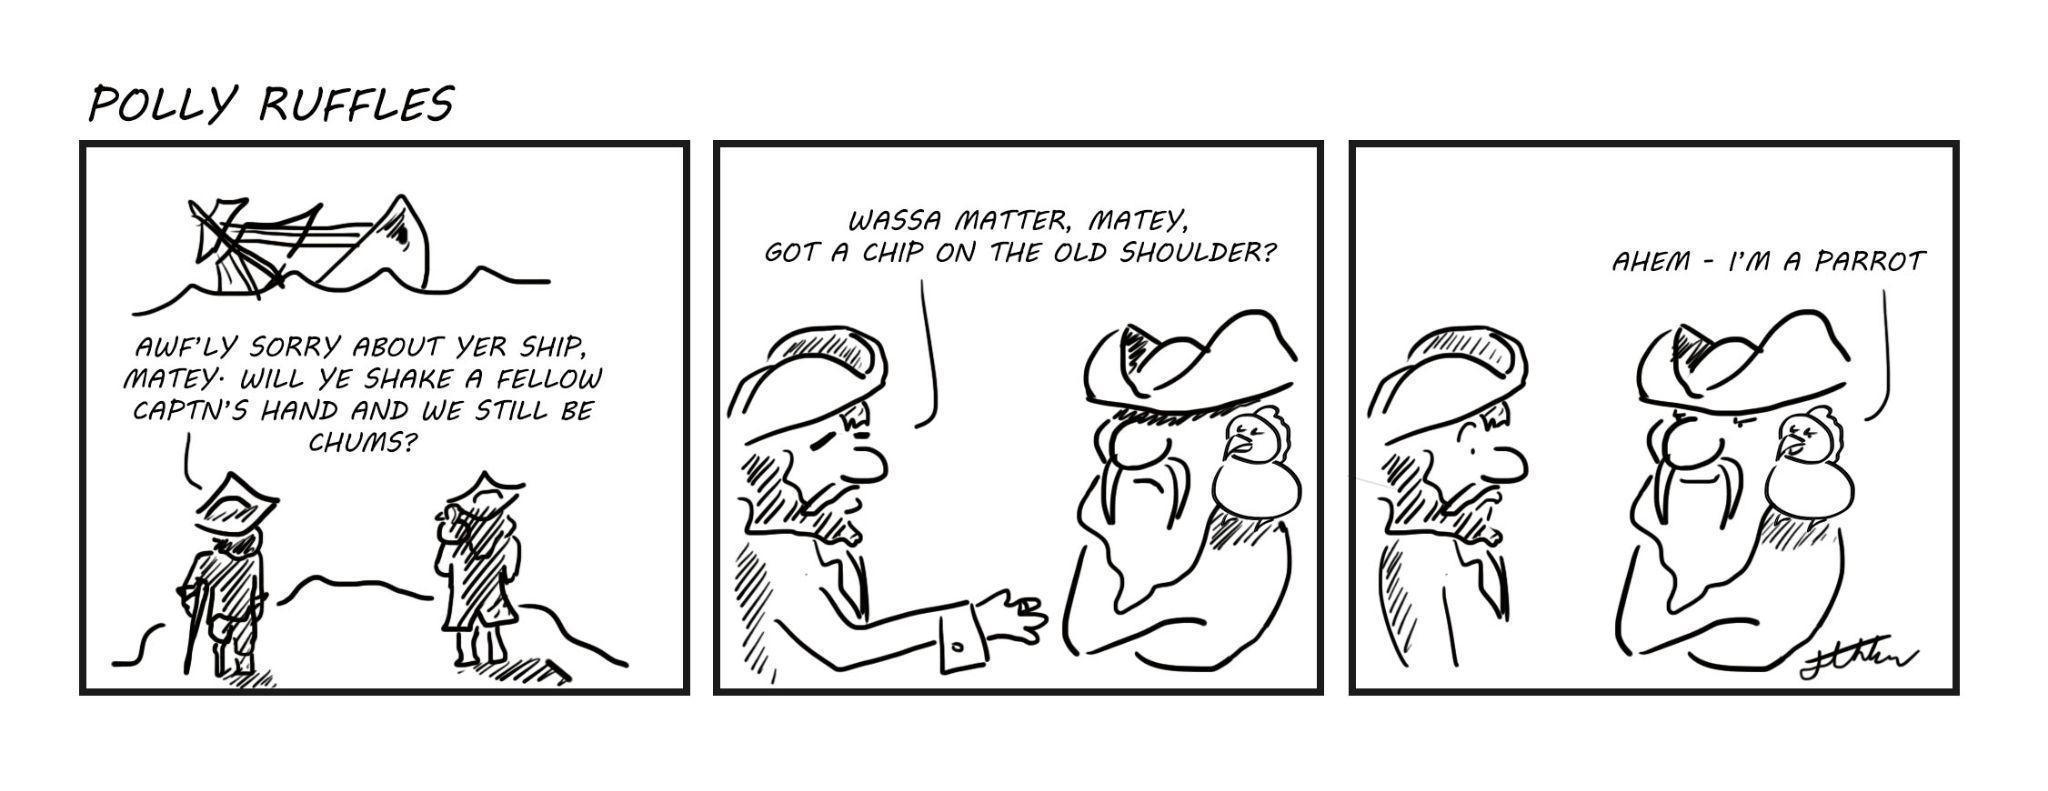 POLLY RUFFLES
AWF'LY SORRY ABOUT YER SHIP,
MATEY. WILL YE SHAKE A FELLOW
CAPTN'S HAND AND WE STILL BE
CHUMS?
WASSA MATTER, MATEY,
GOT A CHIP ON THE OLD SHOULDER?
AHEM - I'M A PARROT